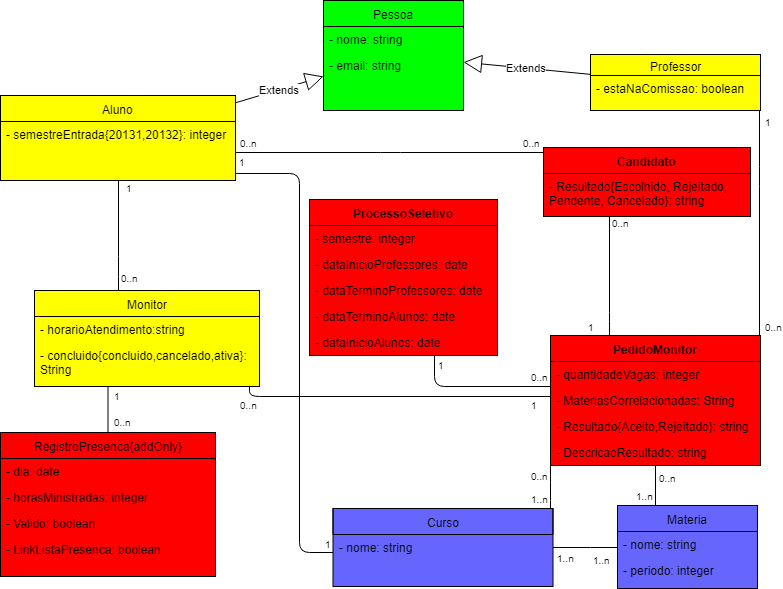 Pessoa
- nome: string
- email: string
Extends
Extends
Professor
- estaNaComissao: boolean
1
Aluno
- semestreEntrada{20131,20132}: integer
0..n
0..n
1
1
Candidato
- Resultado{Escolhido, Rejeitado,
Pendente, Cancelado}: string
0..n
ProcessoSeletivo
- semestre: integer
- dataInicioProfessores: date
- dataTerminoProfessores: date
- dataTerminoAlunos: date
- dataInicioAlunos: date
1
0..n
Monitor
- horarioAtendimento:string
- concluido{concluido,cancelado,ativa}:
String
1
0..n
0..n
1
0..n
PedidoMonitor
- quantidadeVagas: integer
- MateriasCorrelacionadas: String
- Resultado{Aceito,Rejeitado}: string
- DescricaoResultado: string
0..n
1
0..n
RegistroPresenca{addOnly}
- dia: date
- horasMinistradas: integer
- Valido: boolean
- LinkListaPresenca: boolean
0..n
1..n
0..n
1..n
1
Curso
- nome: string
1..n
1..n
Materia
- nome: string
- periodo: integer